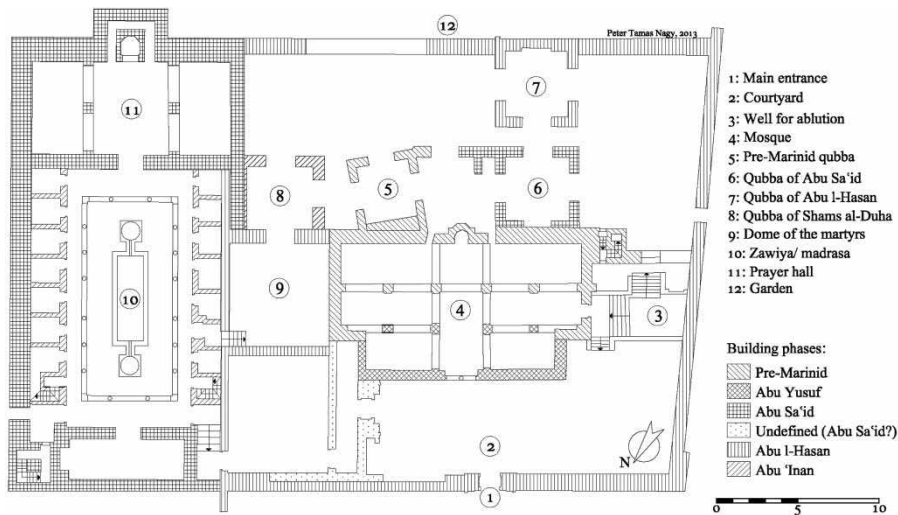 12
Peter Tamas Nagy, 2013
11
7
8
5
6
10
9
4
3
2
1
N
1: Main entrance
2: Courtyard
3: Well for ablution
4: Mosque
5: Pre-Marinid qubba
6: Qubba of Abu Sa'id
7: Qubba of Abu l-Hasan
8: Qubba of Shams al-Duha
9: Dome of the martyrs
10: Zawiya/ madrasa
11: Prayer hall
12: Garden
Building phases:
Pre-Marinid
Abu Yusuf
Abu Sa'id
Undefined (Abu Sa'id?)
Abu l-Hasan
Abu 'Inan
0 5 10